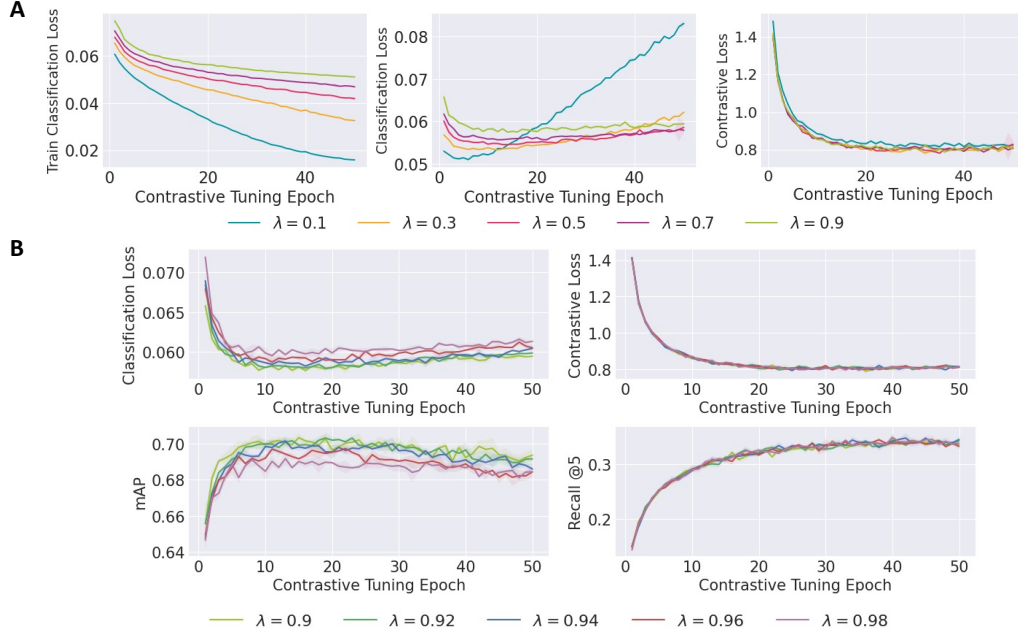 A
Train Classification Loss
0.06
0.04
0.02
0
20
40
Contrastive Tuning Epoch
Classification Loss
0.08
0.07
0.06
0.05
0
20
40
Contrastive Tuning Epoch
Contrastive Loss
1.4
1.2
1.0
0.8
0
20
40
Contrastive Tuning Epoch
λ = 0.1
λ = 0.3
λ = 0.5
λ = 0.7
λ = 0.9
B
Classification Loss
0.070
0.065
0.060
0
10
20
30
40
50
Contrastive Tuning Epoch
Contrastive Loss
1.4
1.2
1.0
0.8
0
10
20
30
40
50
Contrastive Tuning Epoch
mAP
0.70
0.68
0.66
0.64
0
10
20
30
40
50
Contrastive Tuning Epoch
Recall @5
0.3
0.2
0
10
20
30
40
50
Contrastive Tuning Epoch
λ = 0.9
λ = 0.92
λ = 0.94
λ = 0.96
λ = 0.98